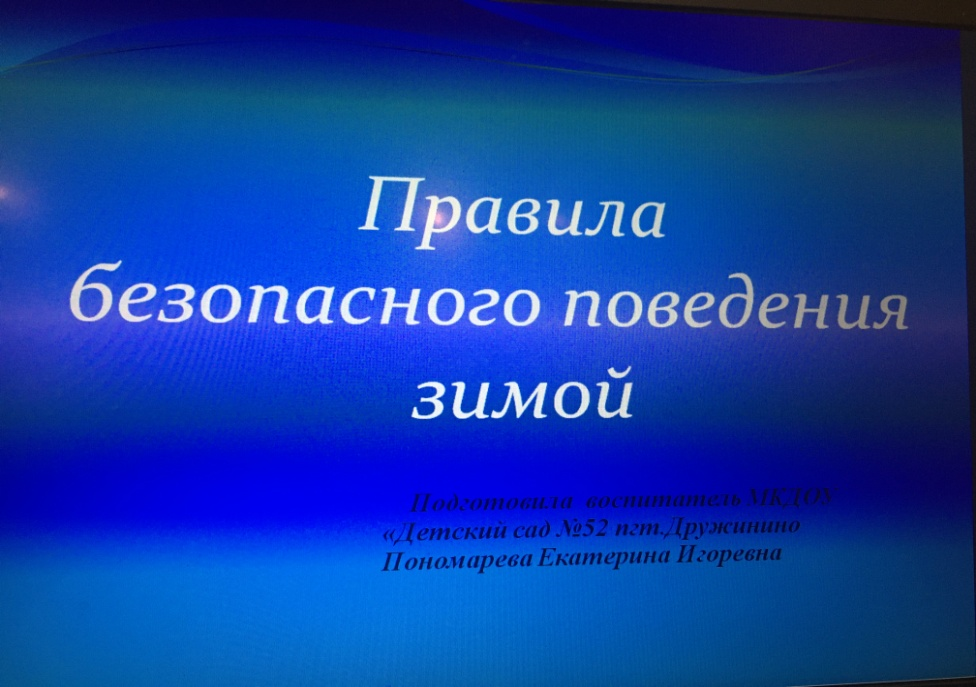 Правила
безопасного поведения
зимой
Подготовила воспитатель МКДОУ
«Детский сад №52 пгт.Дружинино
Пономарева Екатерина Игоревна